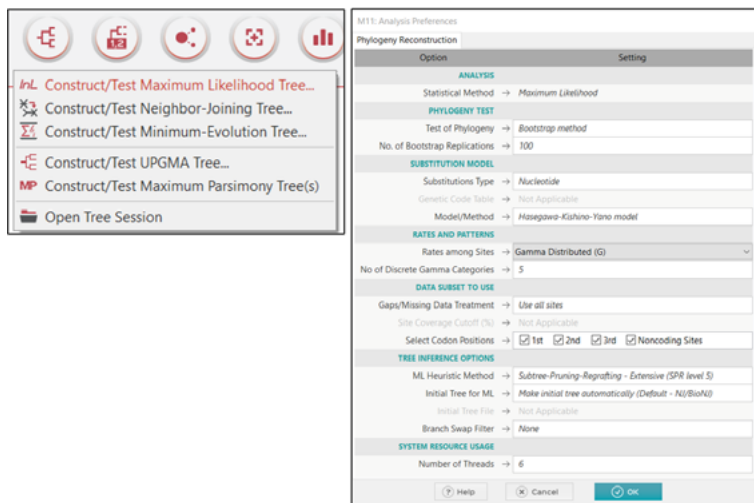 1,2
lnL Construct/Test Maximum Likelihood Tree...
Construct/Test Neighbor-Joining Tree...
Construct/Test Minimum-Evolution Tree...
Construct/Test UPGMA Tree...
MP Construct/Test Maximum Parsimony Tree(s)
Open Tree Session
M11: Analysis Preferences
Phylogeny Reconstruction
Option Setting
ANALYSIS
Statistical Method → Maximum Likelihood
PHYLOGENY TEST
Test of Phylogeny → Bootstrap method
No. of Bootstrap Replications → 100
SUBSTITUTION MODEL
Substitutions Type → Nucleotide
Genetic Code Table → Not Applicable
Model/Method → Hasegawa-Kishino-Yano model
RATES AND PATTERNS
Rates among Sites → Gamma Distributed (G)
No of Discrete Gamma Categories → 5
DATA SUBSET TO USE
Gaps/Missing Data Treatment → Use all sites
Site Coverage Cutoff (%) → Not Applicable
Select Codon Positions → 1st 2nd 3rd Noncoding Sites
TREE INFERENCE OPTIONS
ML Heuristic Method → Subtree-Pruning-Regrafting - Extensive (SPR level 5)
Initial Tree for ML → Make initial tree automatically (Default - NJ/BioNJ)
Initial Tree File → Not Applicable
Branch Swap Filter → None
SYSTEM RESOURCE USAGE
Number of Threads → 6
? Help Cancel OK